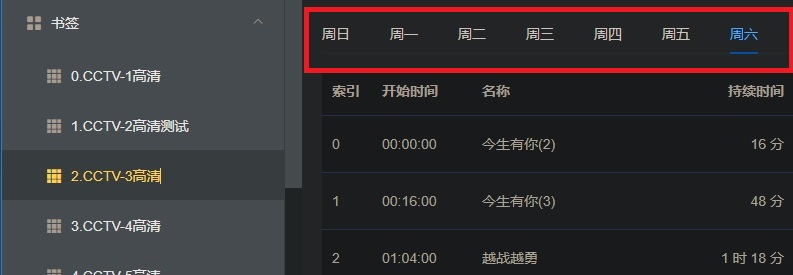 书签
0.CCTV-1高清
1.CCTV-2高清测试
2.CCTV-3高清
3.CCTV-4高清
4.CCTV-5高清
周日 周一 周二 周三 周四 周五 周六
索引 开始时间 名称 持续时间
0 00:00:00 今生有你(2) 16 分
1 00:16:00 今生有你(3) 48 分
2 01:04:00 越战越勇 1 时 18 分